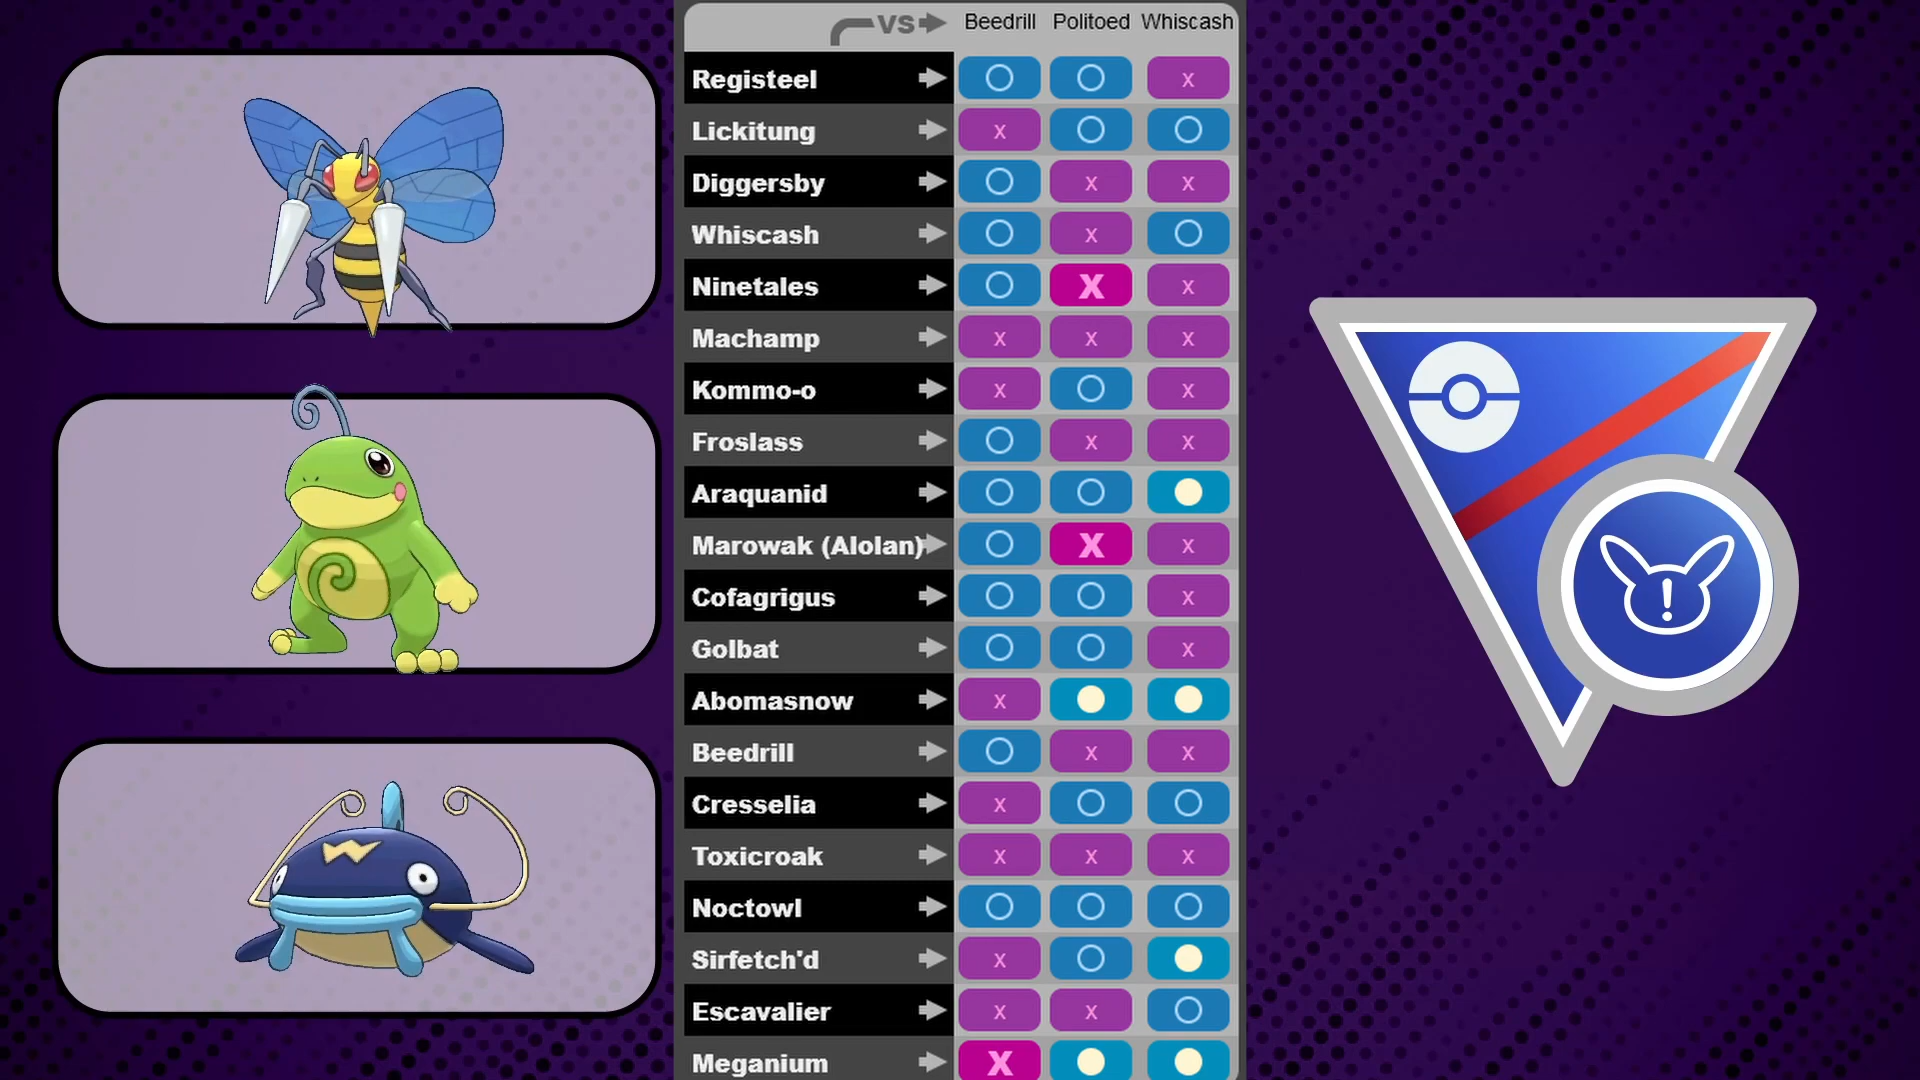 VS Beedrill Politoed Whiscash
Registeel O O x
Lickitung x O O
Diggersby O x x
Whiscash O x O
Ninetales O X x
Machamp x x x
Kommo-o x O x
Froslass O x x
Araquanid O O
Marowak (Alolan) O X x
Cofagrigus O O x
Golbat O O x
Abomasnow x
Beedrill O x x
Cresselia x O O
Toxicroak x x x
Noctowl O O O
Sirfetch'd x O
Escavalier x x O
Meganium X
!